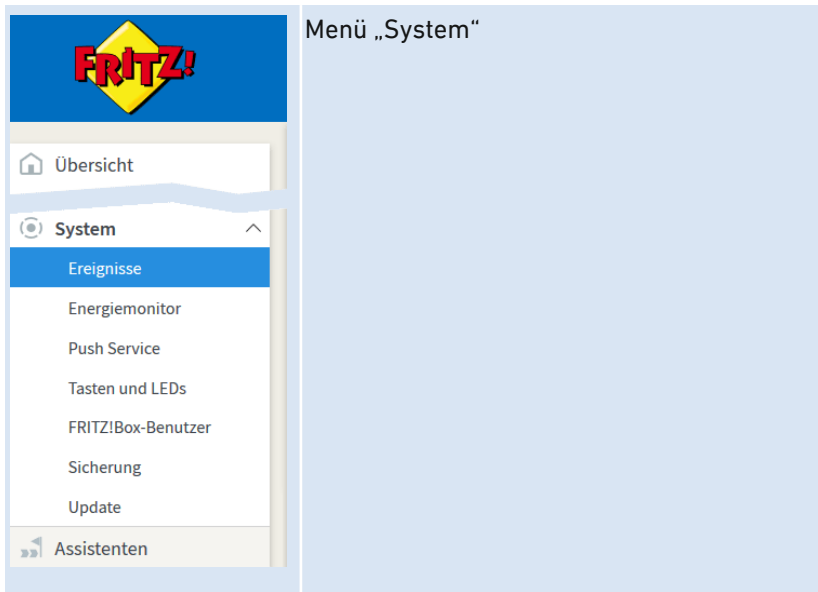 FRITZ!
Menü „System“
Übersicht
System
Ereignisse
Energiemonitor
Push Service
Tasten und LEDs
FRITZ!Box-Benutzer
Sicherung
Update
Assistenten